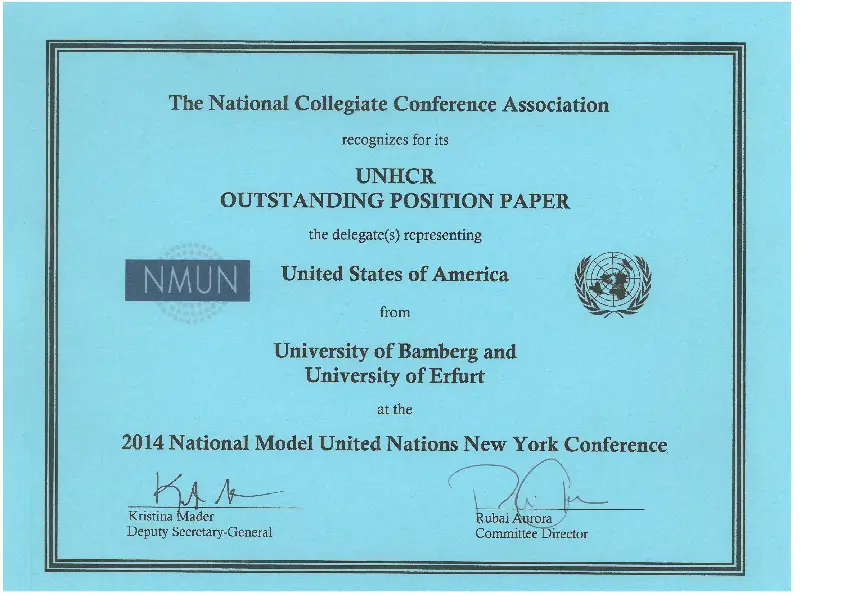 The National Collegiate Conference Association
recognizes for its
UNHCR
OUTSTANDING POSITION PAPER
the delegate(s) representing
NMUN
United States of America
from
University of Bamberg and
University of Erfurt
at the
2014 National Model United Nations New York Conference
Kristina Mader
Deputy Secretary-General
Rubai Aurora
Committee Director